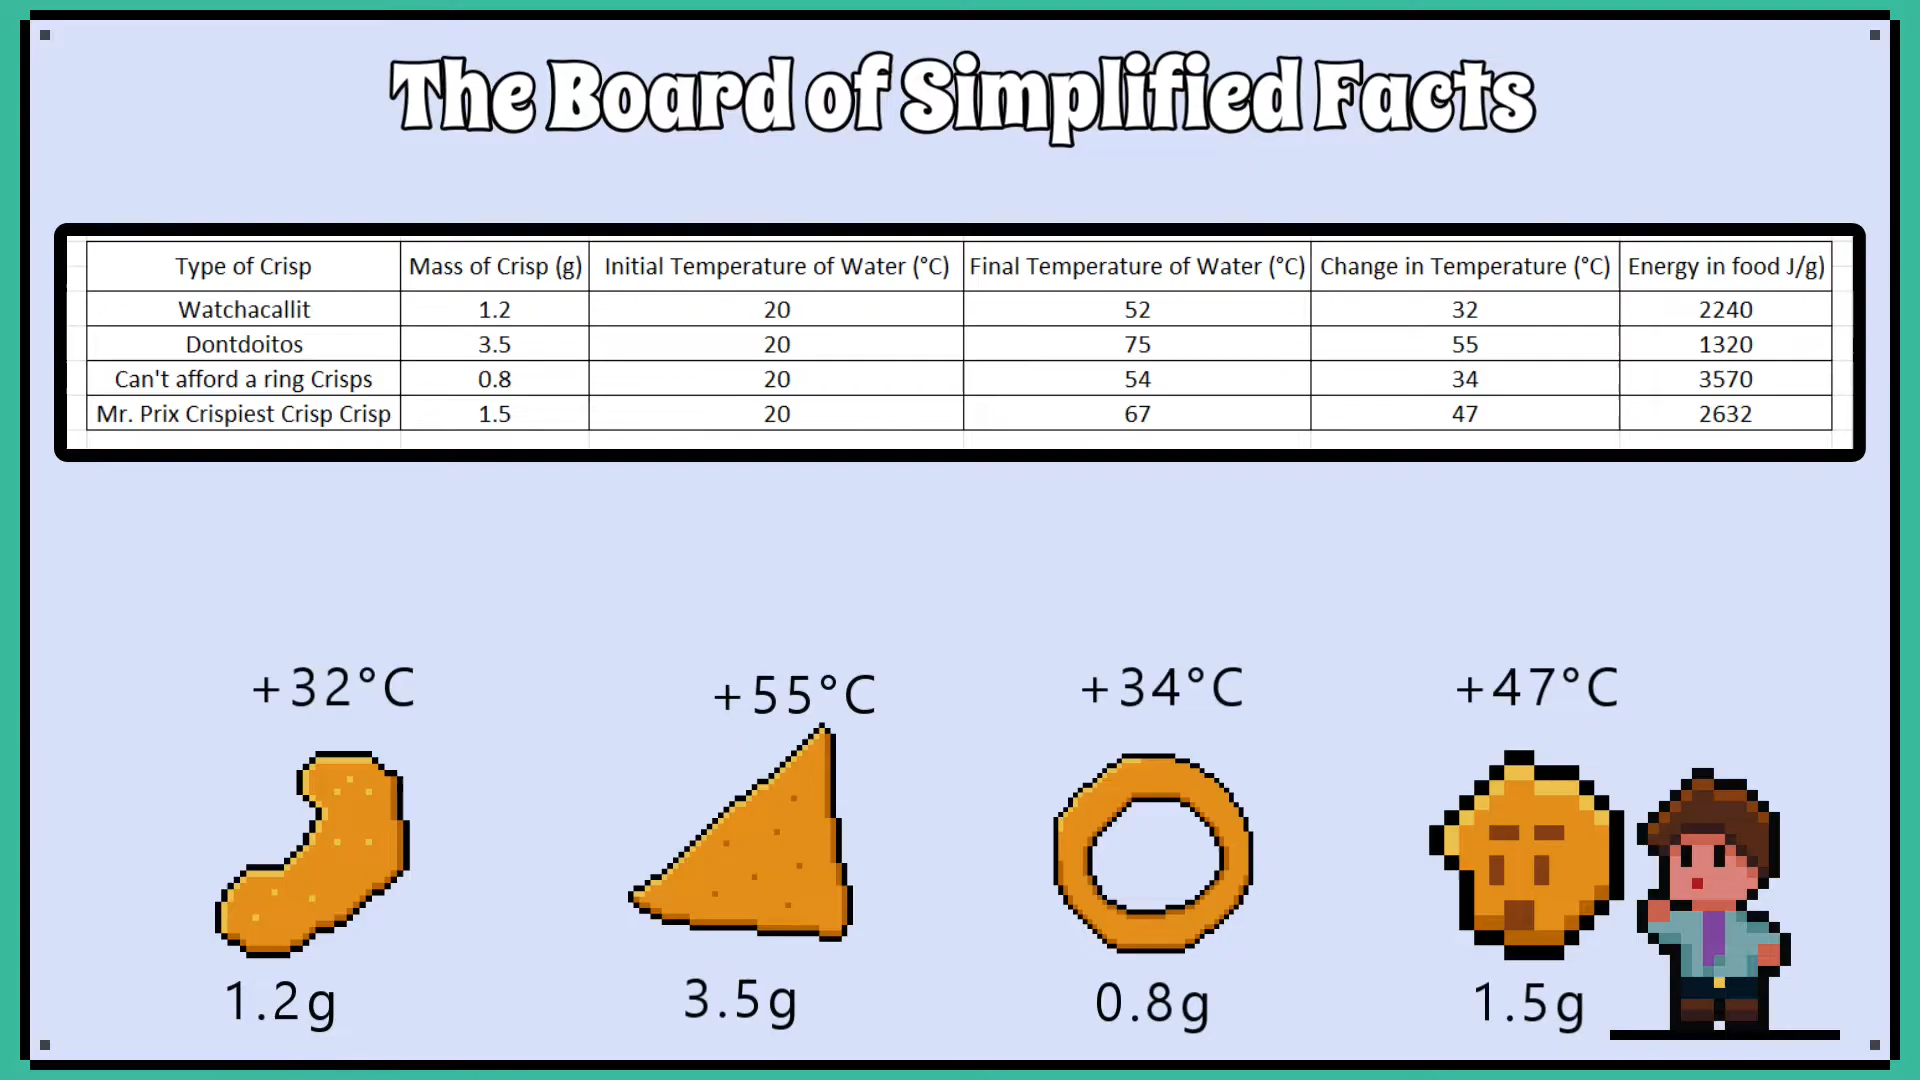 The Board of Simplified Facts
Type of Crisp Mass of Crisp (g) Initial Temperature of Water (°C) Final Temperature of Water (°C) Change in Temperature (°C) Energy in food J/g)
Watchacallit 1.2 20 52 32 2240
Dontdoitos 3.5 20 75 55 1320
Can't afford a ring Crisps 0.8 20 54 34 3570
Mr. Prix Crispiest Crisp Crisp 1.5 20 67 47 2632
+32°C +55°C +34°C +47°C
1.2g 3.5g 0.8g 1.5g